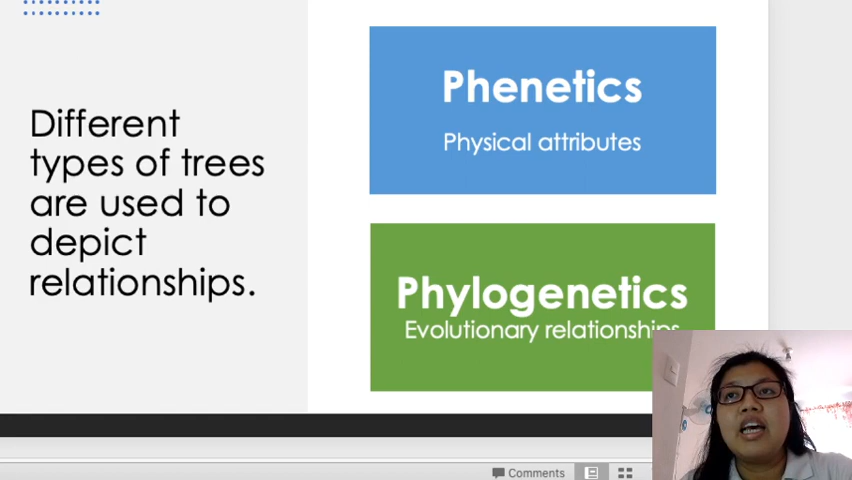 Different
types of trees
are used to
depict
relationships.
Phenetics
Physical attributes
Phylogenetics
Evolutionary relationships
Comments